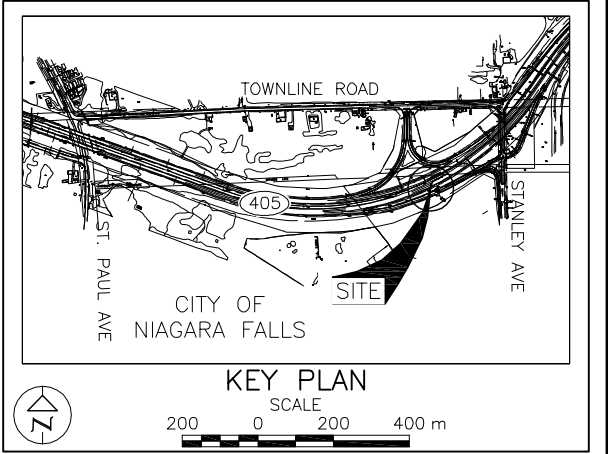 TOWNLINE ROAD
405
STANLEY AVE
ST. PAUL AVE
SITE
CITY OF
NIAGARA FALLS
KEY PLAN
SCALE
200 0 200 400 m
N